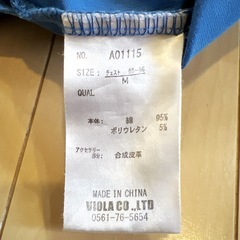 NO. A01115
SIZE: チェスト 88-96
M
QUAL
本体: 綿 95%
ポリウレタン 5%
アクセサリー
部分: 合成皮革
MADE IN CHINA
VIOLA CO.,LTD
0561-76-5654